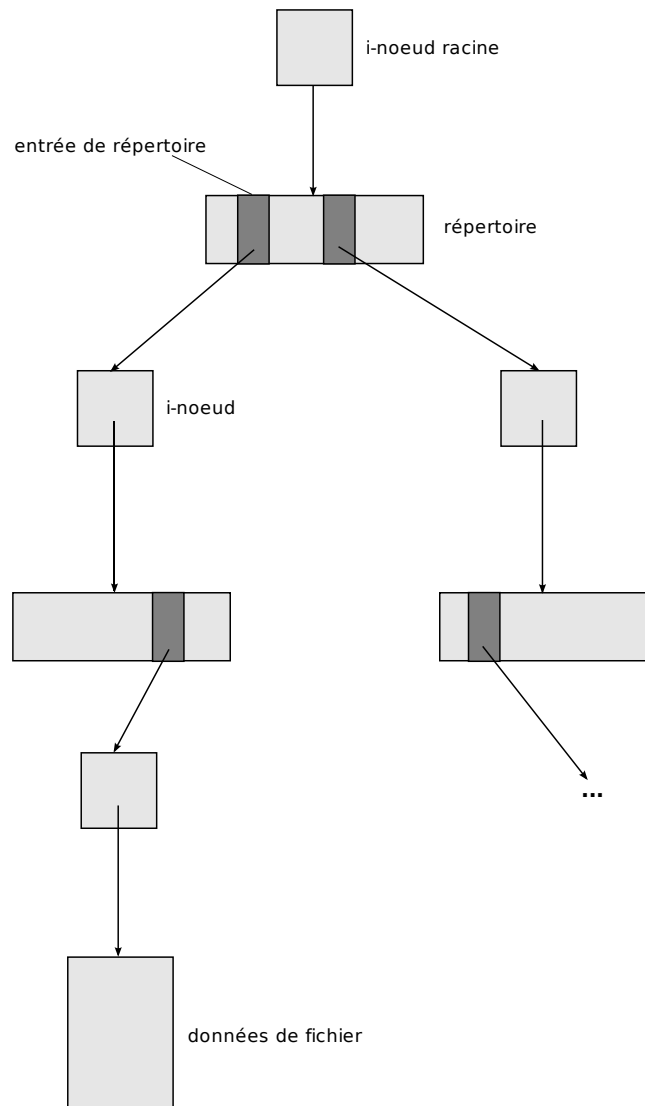 i-noeud racine
entrée de répertoire
répertoire
i-noeud
...
données de fichier